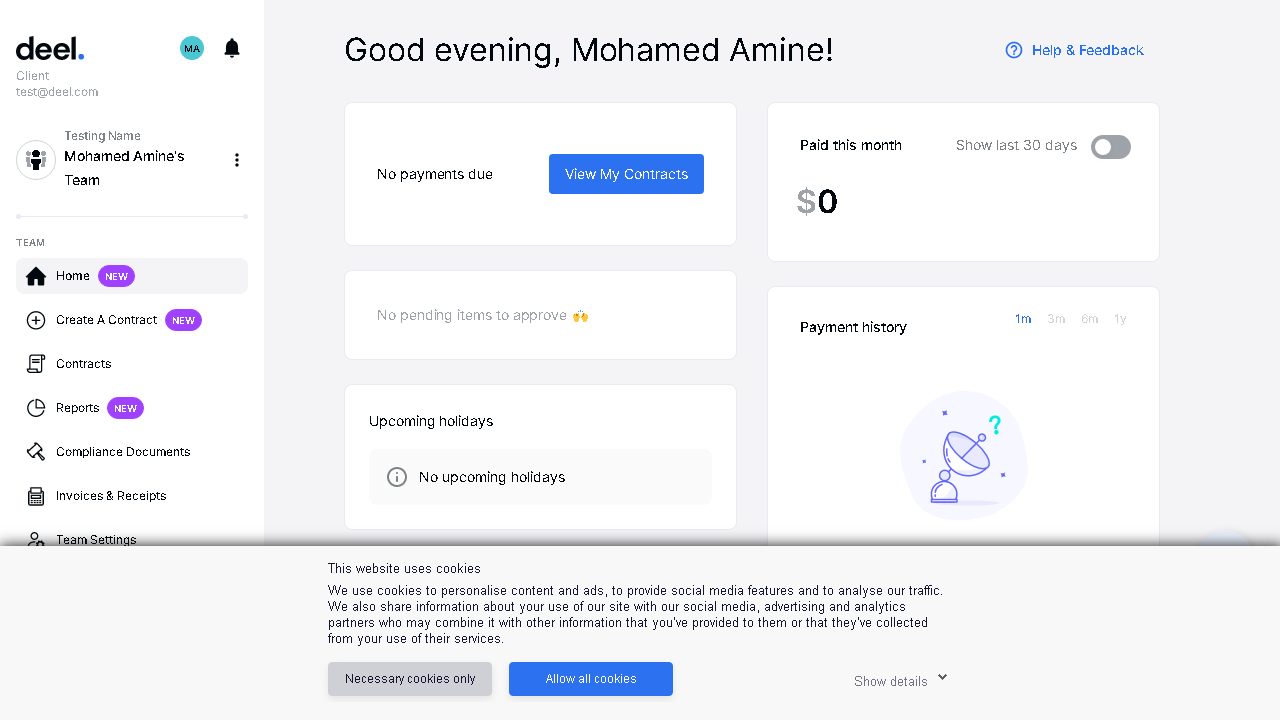 deel.
MA
Client
test@deel.com
Testing Name
Mohamed Amine's
Team
TEAM
Home NEW
Create A Contract NEW
Contracts
Reports NEW
Compliance Documents
Invoices & Receipts
Team Settings
Good evening, Mohamed Amine!
Help & Feedback
No payments due
View My Contracts
No pending items to approve 🙌
Upcoming holidays
No upcoming holidays
Paid this month
Show last 30 days
$0
Payment history
1m 3m 6m 1y
?
This website uses cookies
We use cookies to personalise content and ads, to provide social media features and to analyse our traffic.
We also share information about your use of our site with our social media, advertising and analytics
partners who may combine it with other information that you've provided to them or that they've collected
from your use of their services.
Necessary cookies only
Allow all cookies
Show details